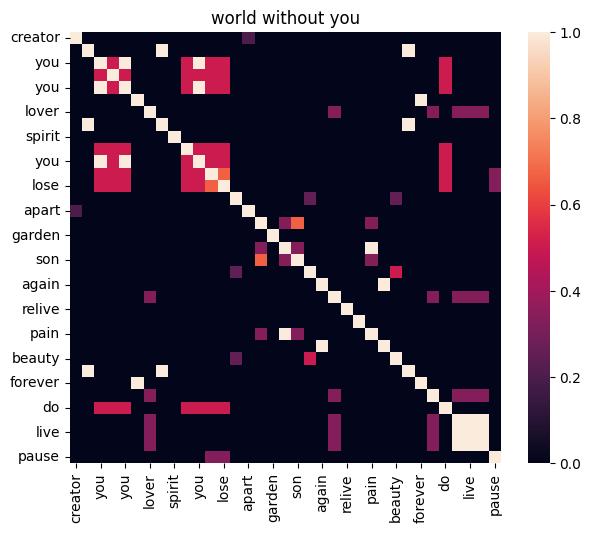 world without you
creator
you
you
lover
spirit
you
lose
apart
garden
son
again
relive
pain
beauty
forever
do
live
pause
1.0
0.8
0.6
0.4
0.2
0.0
creator
you
you
lover
spirit
you
lose
apart
garden
son
again
relive
pain
beauty
forever
do
live
pause